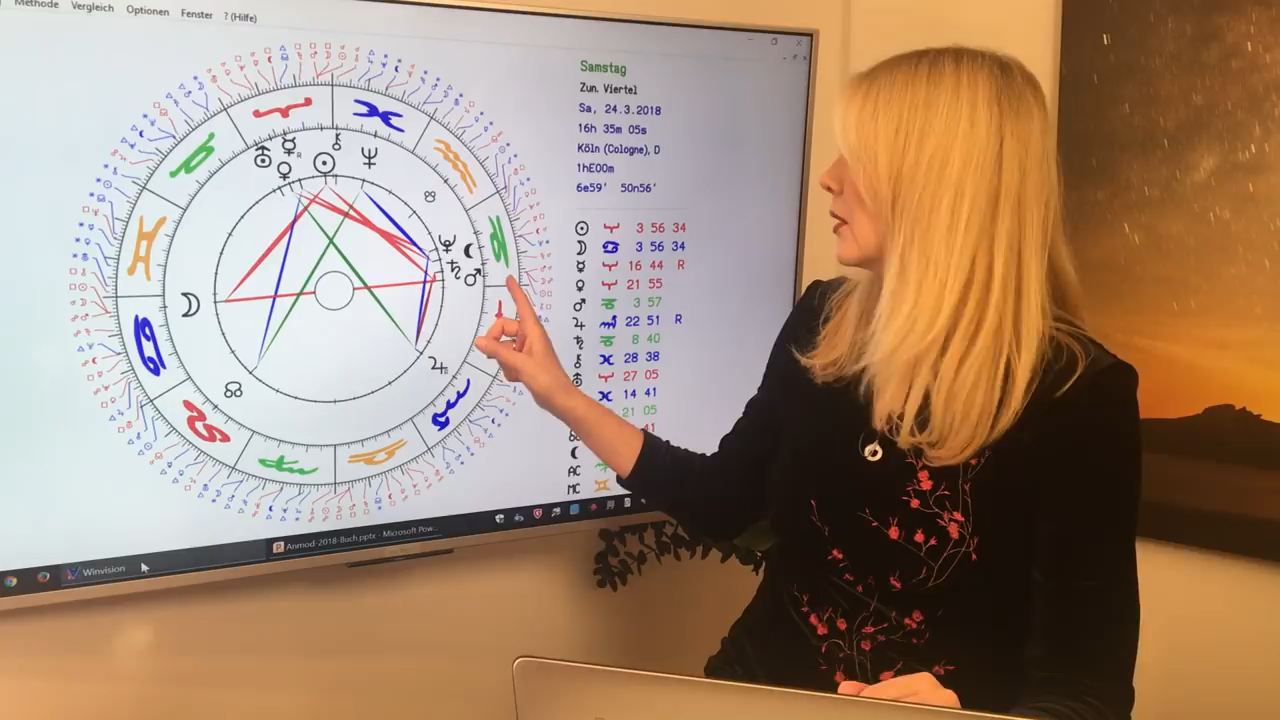 Methode Vergleich Optionen Fenster ? (Hilfe)
Samstag
Zun. Viertel
Sa, 24.3.2018
16h 35m 05s
Köln (Cologne), D
1hE00m
6e59' 50n56'
☉ ♈ 3 56 34
☽ ♋ 3 56 34
☿ ♈ 16 44 R
♀ ♈ 21 55
♂ ♑ 3 57
♃ ♏ 22 51 R
♄ ♑ 8 40
⚷ ♓ 28 38
♈ 27 05
♓ 14 41
21 05
41
AC
MC ♊
Anmod-2018-Buch.pptx - Microsoft Pow...
Winvision